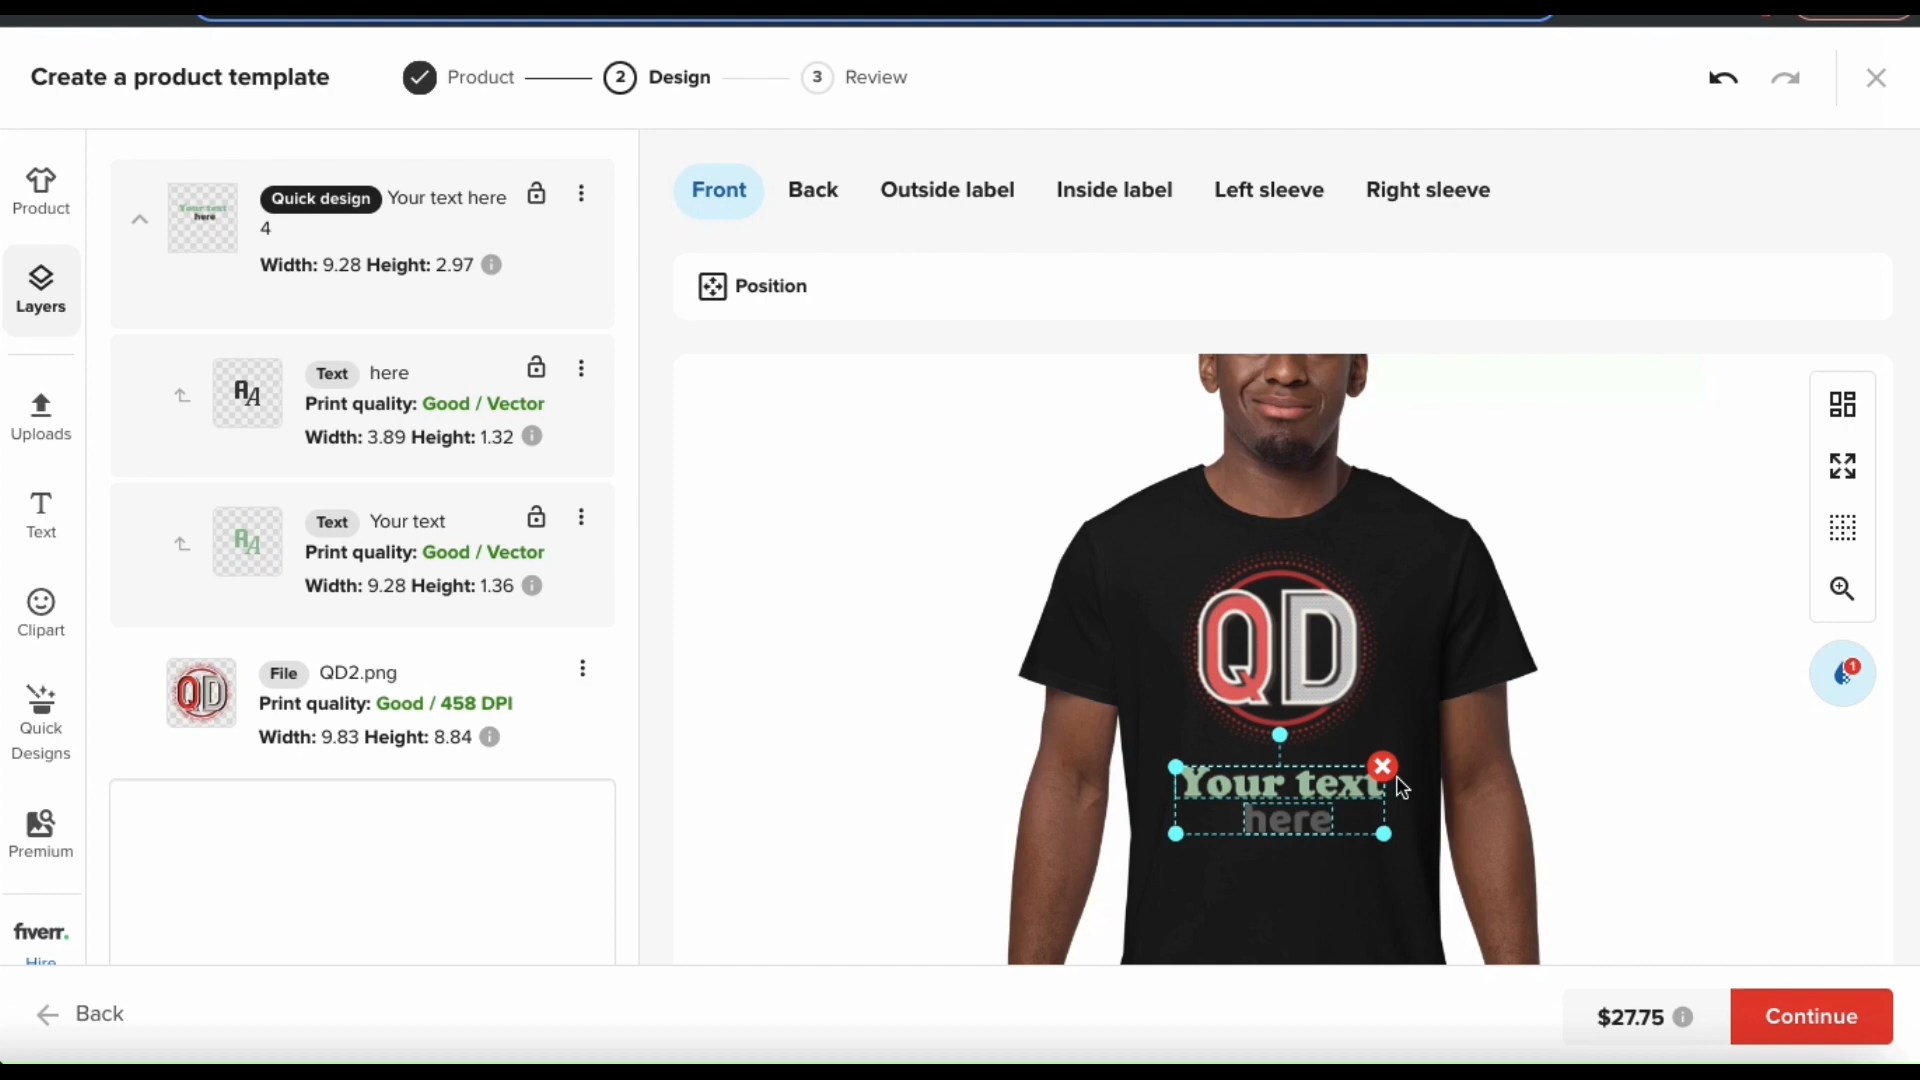 Create a product template
Product
2 Design
3 Review
Product
Layers
Uploads
Text
Clipart
Quick
Designs
Premium
fiverr.
Hire
Quick design Your text here
4
Width: 9.28 Height: 2.97
Text here
Print quality: Good / Vector
Width: 3.89 Height: 1.32
Text Your text
Print quality: Good / Vector
Width: 9.28 Height: 1.36
File QD2.png
Print quality: Good / 458 DPI
Width: 9.83 Height: 8.84
Front Back Outside label Inside label Left sleeve Right sleeve
Position
QD
Your text
here
1
Back
$27.75
Continue